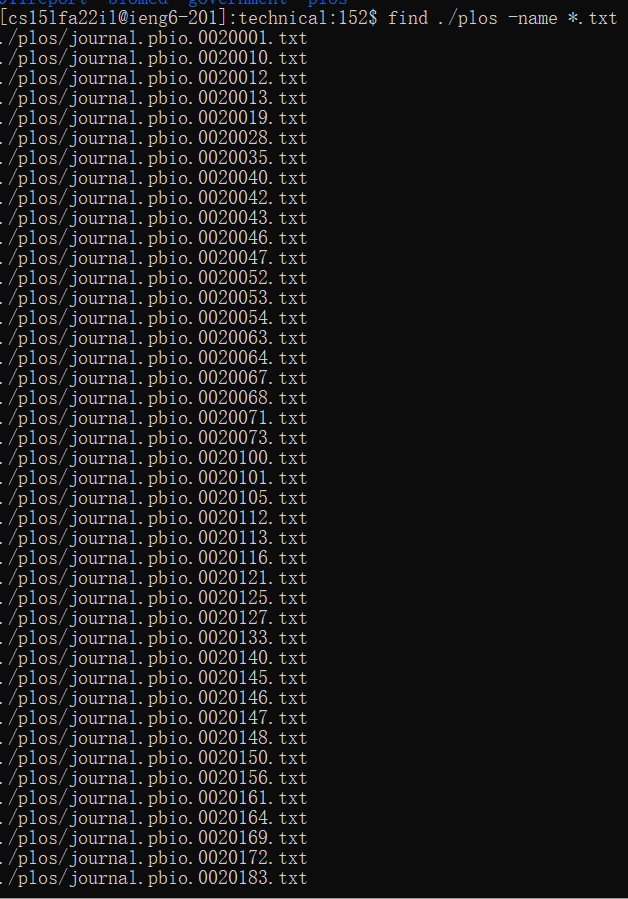 911report biomed government plos
[cs15lfa22il@ieng6-201]:technical:152$ find ./plos -name *.txt
./plos/journal.pbio.0020001.txt
./plos/journal.pbio.0020010.txt
./plos/journal.pbio.0020012.txt
./plos/journal.pbio.0020013.txt
./plos/journal.pbio.0020019.txt
./plos/journal.pbio.0020028.txt
./plos/journal.pbio.0020035.txt
./plos/journal.pbio.0020040.txt
./plos/journal.pbio.0020042.txt
./plos/journal.pbio.0020043.txt
./plos/journal.pbio.0020046.txt
./plos/journal.pbio.0020047.txt
./plos/journal.pbio.0020052.txt
./plos/journal.pbio.0020053.txt
./plos/journal.pbio.0020054.txt
./plos/journal.pbio.0020063.txt
./plos/journal.pbio.0020064.txt
./plos/journal.pbio.0020067.txt
./plos/journal.pbio.0020068.txt
./plos/journal.pbio.0020071.txt
./plos/journal.pbio.0020073.txt
./plos/journal.pbio.0020100.txt
./plos/journal.pbio.0020101.txt
./plos/journal.pbio.0020105.txt
./plos/journal.pbio.0020112.txt
./plos/journal.pbio.0020113.txt
./plos/journal.pbio.0020116.txt
./plos/journal.pbio.0020121.txt
./plos/journal.pbio.0020125.txt
./plos/journal.pbio.0020127.txt
./plos/journal.pbio.0020133.txt
./plos/journal.pbio.0020140.txt
./plos/journal.pbio.0020145.txt
./plos/journal.pbio.0020146.txt
./plos/journal.pbio.0020147.txt
./plos/journal.pbio.0020148.txt
./plos/journal.pbio.0020150.txt
./plos/journal.pbio.0020156.txt
./plos/journal.pbio.0020161.txt
./plos/journal.pbio.0020164.txt
./plos/journal.pbio.0020169.txt
./plos/journal.pbio.0020172.txt
./plos/journal.pbio.0020183.txt